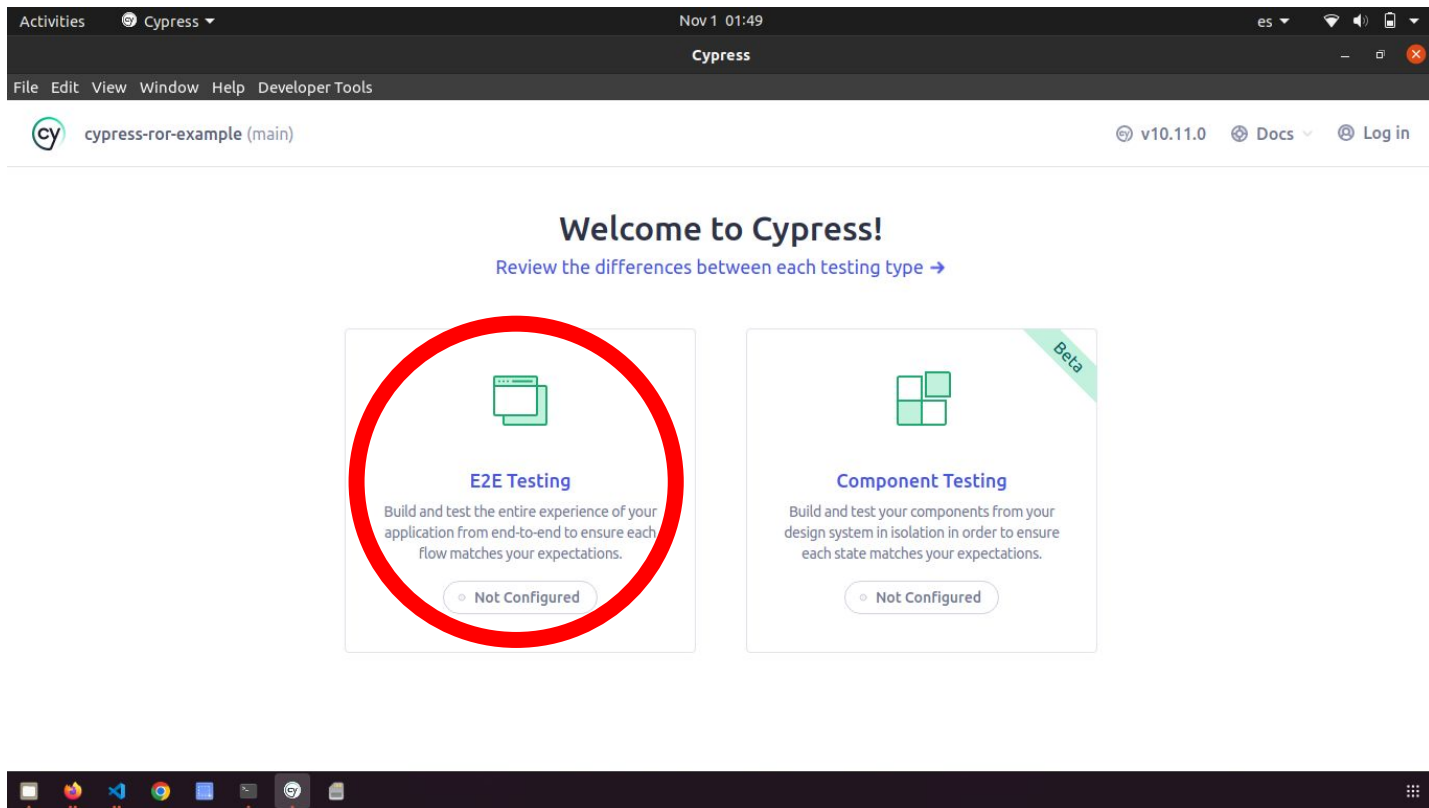 Activities Cypress Nov 1 01:49 es
Cypress
File Edit View Window Help Developer Tools
cy cypress-ror-example (main) cy v10.11.0 Docs Log in
Welcome to Cypress!
Review the differences between each testing type →
Beta
E2E Testing
Build and test the entire experience of your
application from end-to-end to ensure each
flow matches your expectations.
Not Configured
Component Testing
Build and test your components from your
design system in isolation in order to ensure
each state matches your expectations.
Not Configured